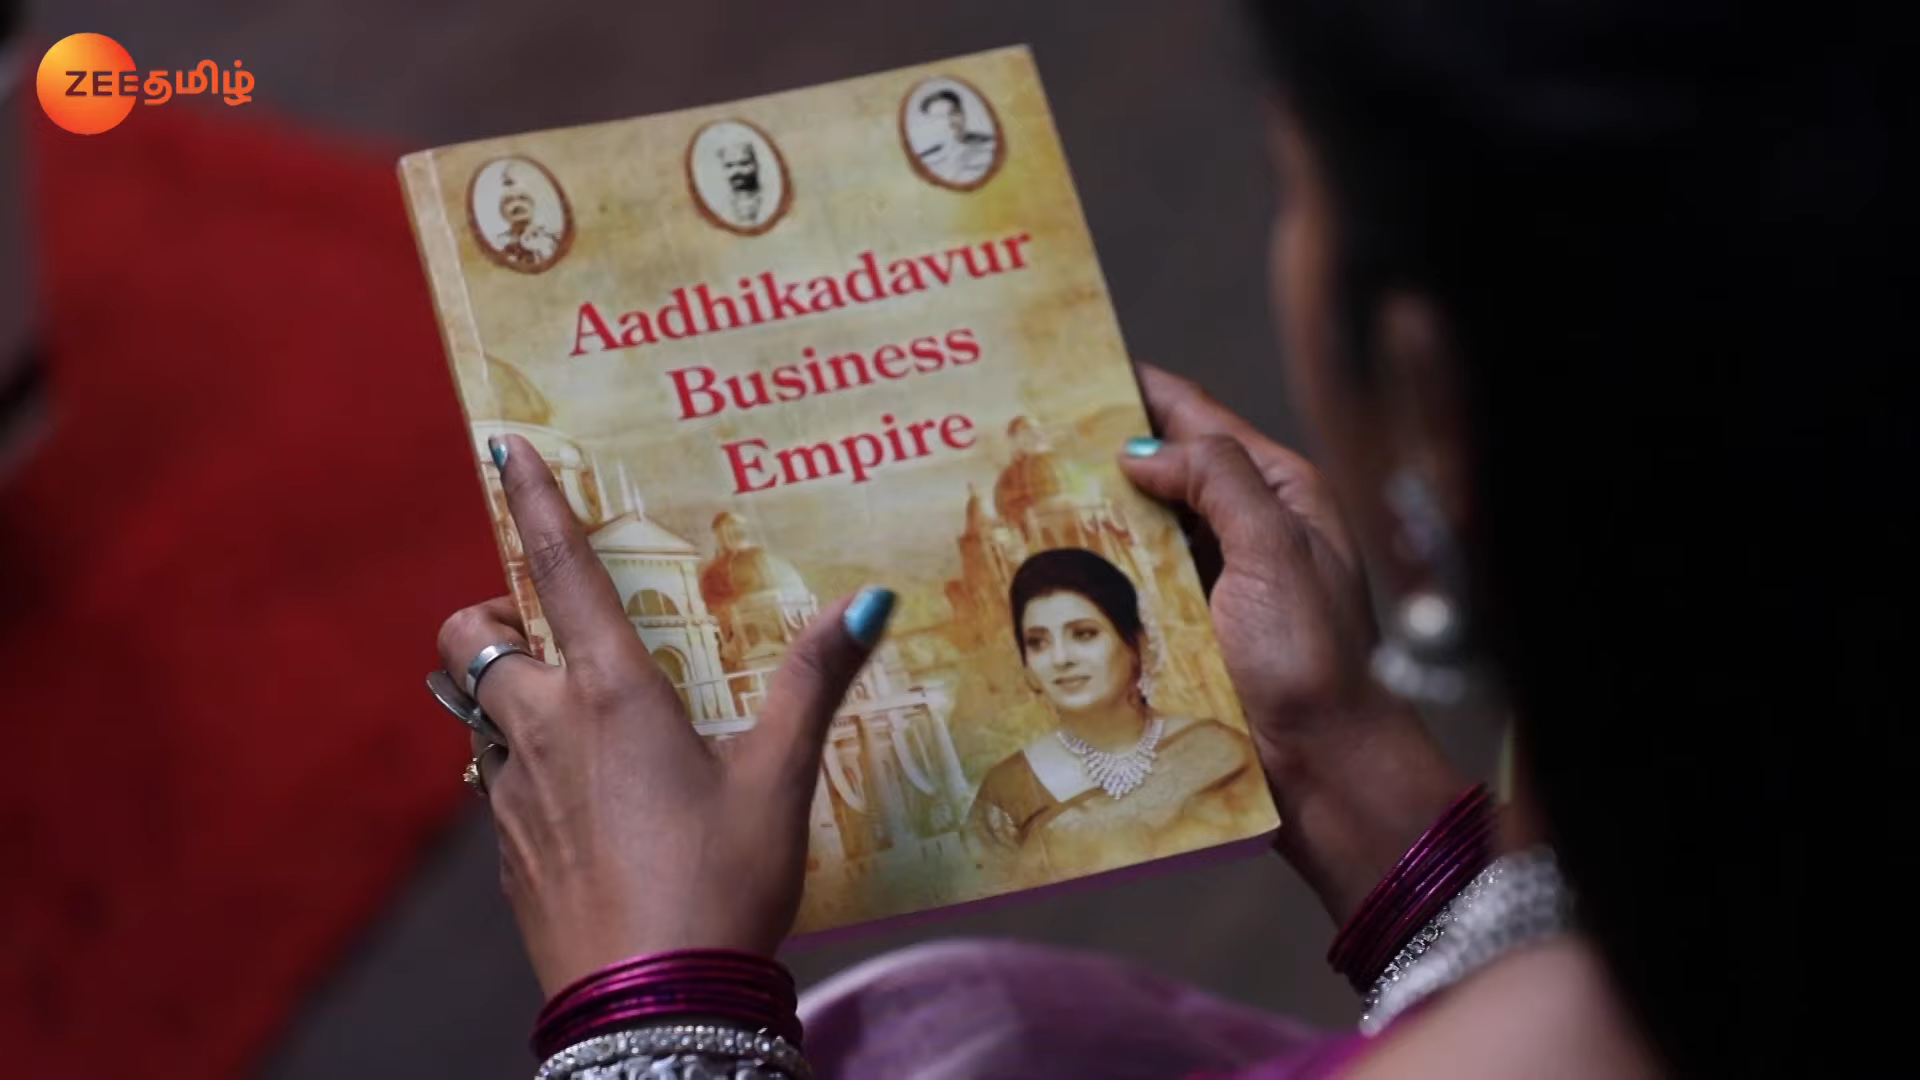 ZEEதமிழ்
Aadhikadavur
Business
Empire